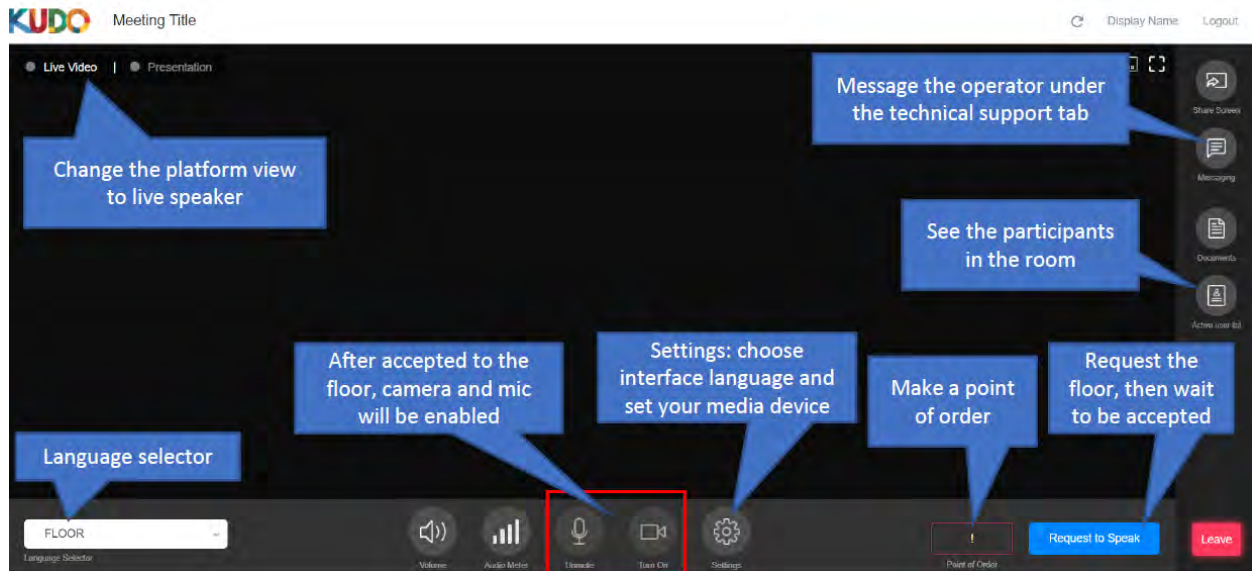 KUDO
Meeting Title
Display Name
Logout
Live Video | Presentation
Message the operator under
the technical support tab
Share Screen
Change the platform view
to live speaker
Messaging
See the participants
in the room
Documents
Active user list
After accepted to the
floor, camera and mic
will be enabled
Settings: choose
interface language and
set your media device
Make a point
of order
Request the
floor, then wait
to be accepted
Language selector
FLOOR
Language Selector
Volume
Audio Meter
Unmute
Turn On
Settings
!
Point of Order
Request to Speak
Leave